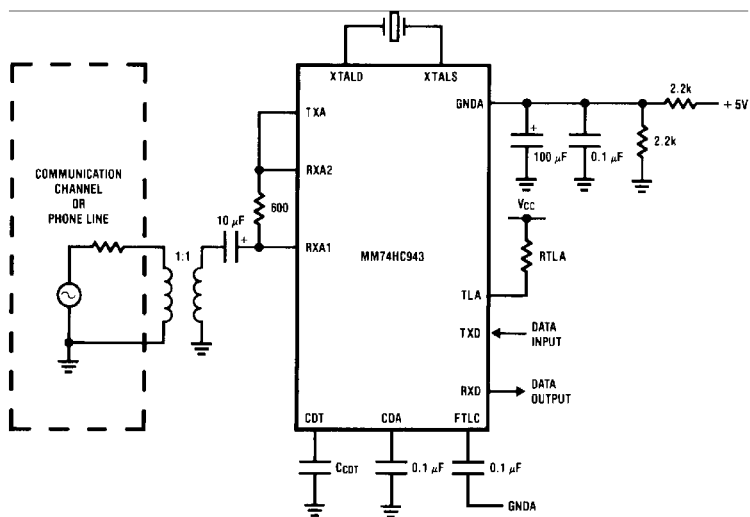 XTALD
XTALS
TXA
GNDA
2.2k
+5V
100 μF
0.1 μF
2.2k
RXA2
COMMUNICATION
CHANNEL
OR
PHONE LINE
600
10 μF
+
+
1:1
RXA1
MM74HC943
VCC
RTLA
TLA
TXD
DATA
INPUT
RXD
DATA
OUTPUT
CDT
CDA
FTLC
CCDT
0.1 μF
0.1 μF
GNDA